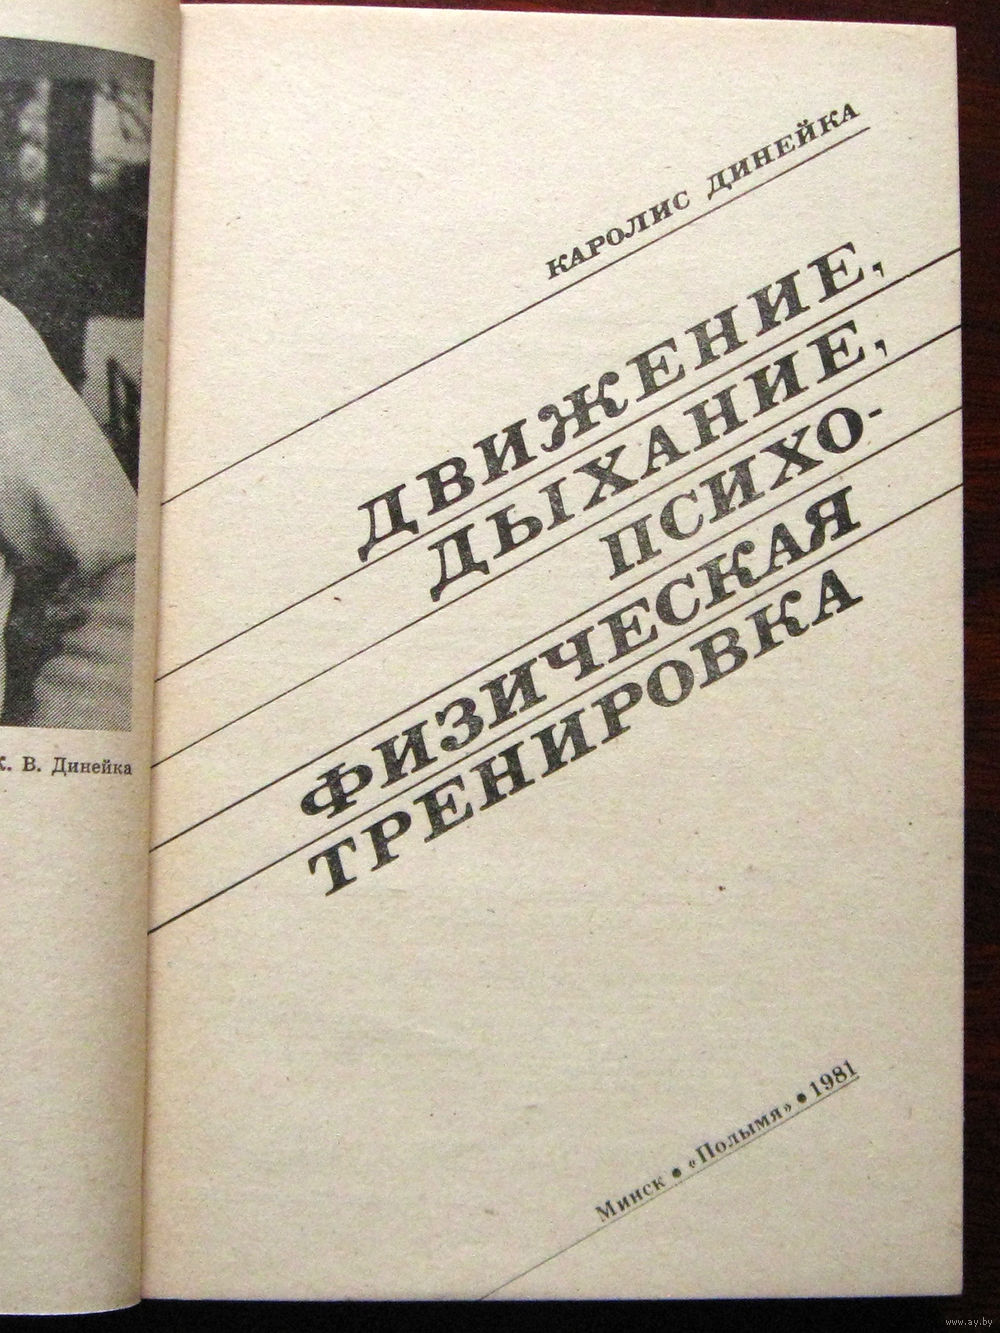 КАРОЛИС ДИНЕЙКА
ДВИЖЕНИЕ,
ДЫХАНИЕ,
ПСИХО-
ФИЗИЧЕСКАЯ
ТРЕНИРОВКА
К. В. Динейка
Минск • «Полымя» • 1981
www.ay.by